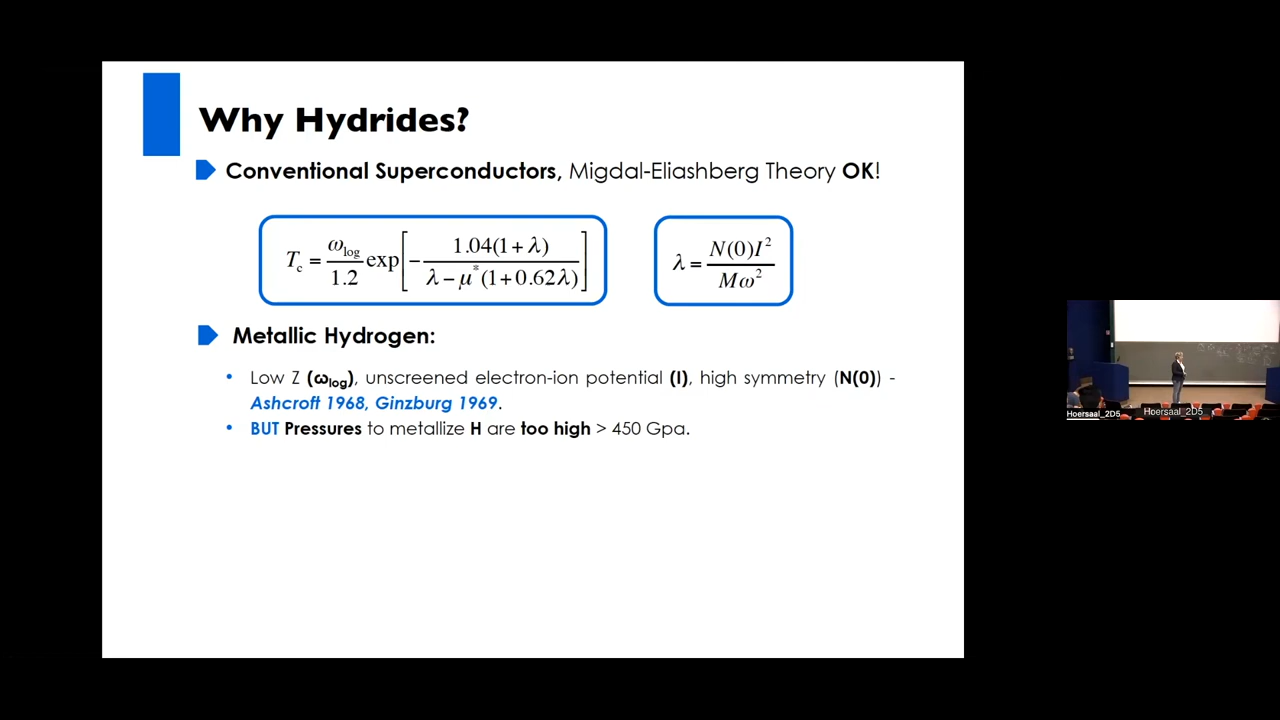 Why Hydrides?
Conventional Superconductors, Migdal-Eliashberg Theory OK!
T_c = ω_log/1.2 exp[-1.04(1+λ)/(λ-μ*(1+0.62λ))]
λ = N(0)I²/Mω²
Metallic Hydrogen:
• Low Z (ω_log), unscreened electron-ion potential (I), high symmetry (N(0)) -
Ashcroft 1968, Ginzburg 1969.
• BUT Pressures to metallize H are too high > 450 Gpa.
Hoersaal_2D5
Hoersaal_2D5